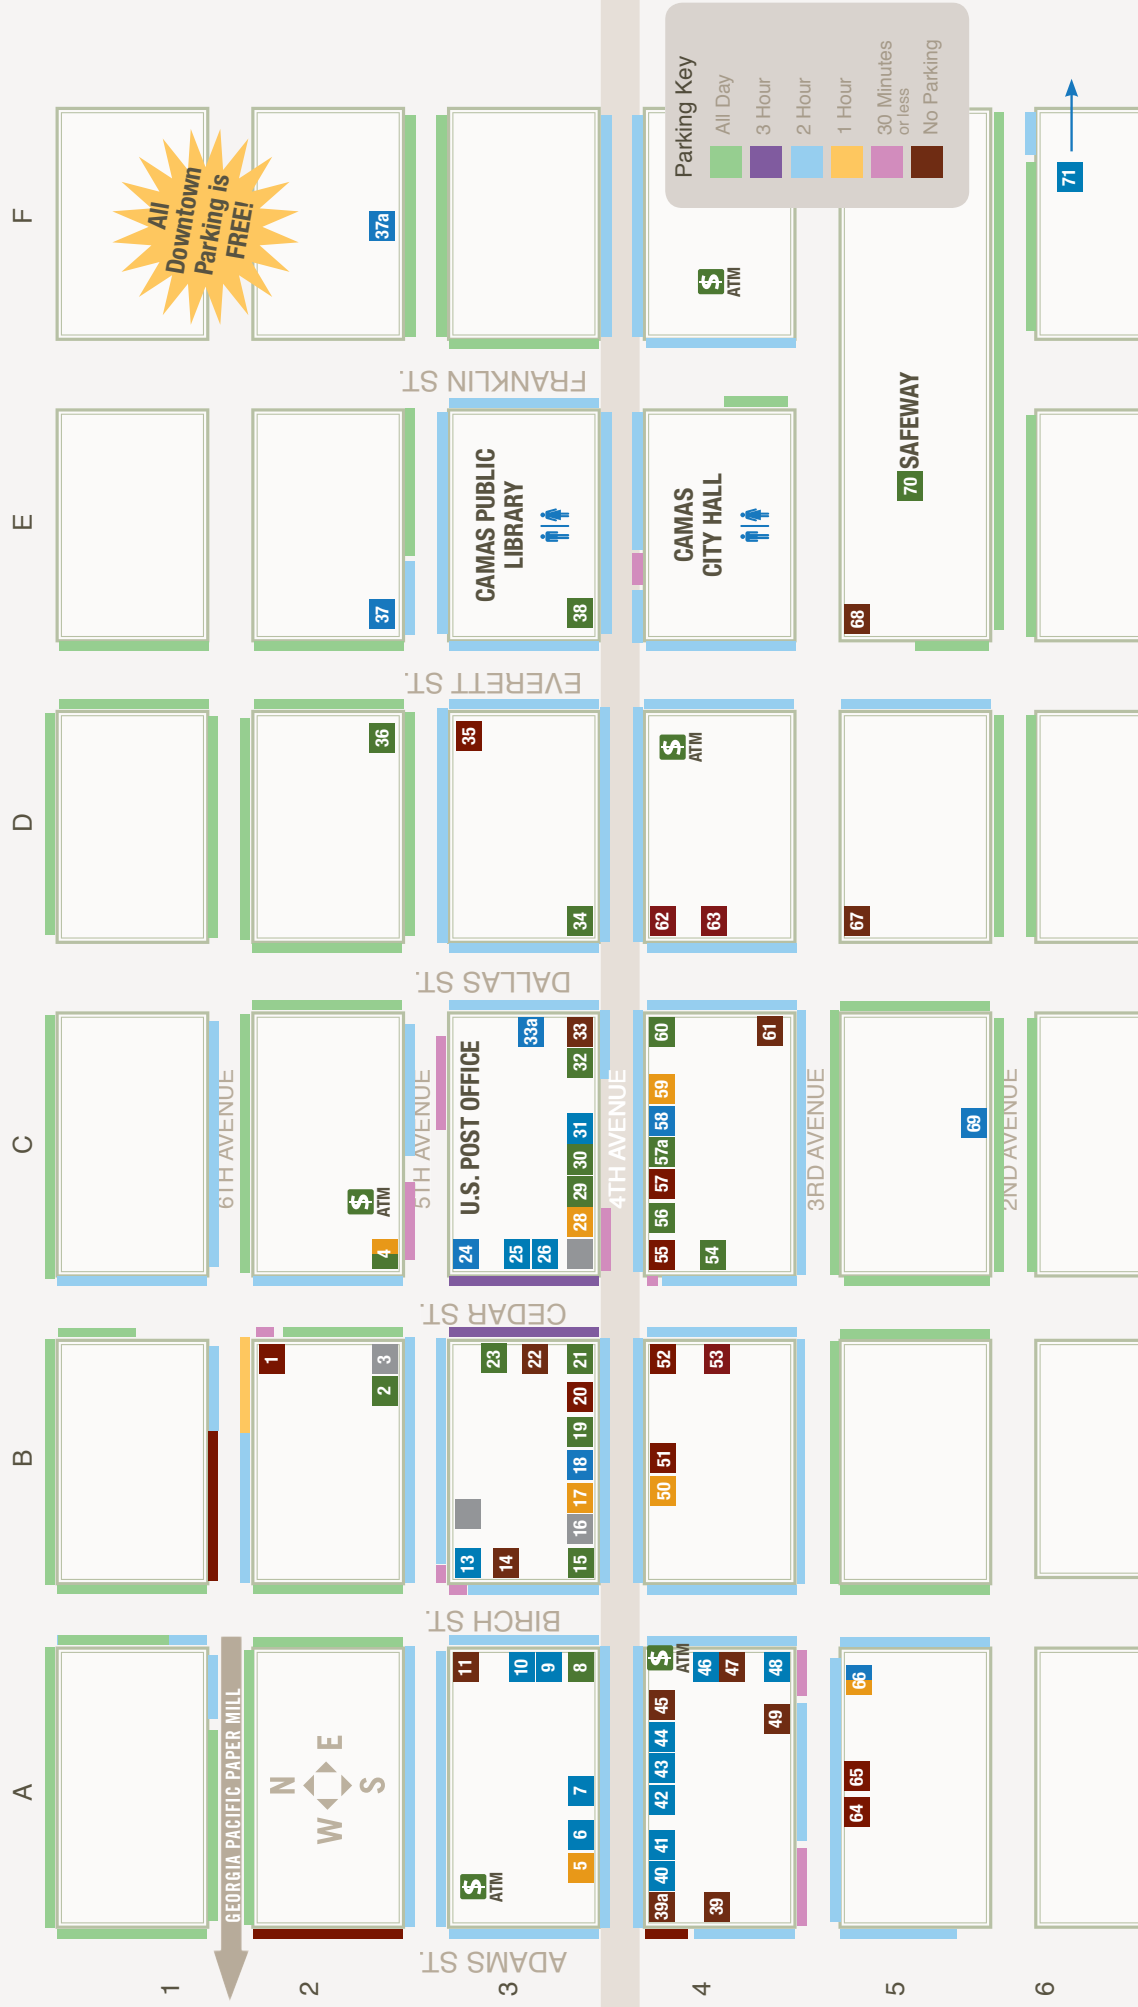 A
B
C
D
E
F
1
2
3
4
5
6
All
Downtown
Parking is
FREE!
Parking Key
All Day
3 Hour
2 Hour
1 Hour
30 Minutes
or less
No Parking
GEORGIA PACIFIC PAPER MILL
6TH AVENUE
5TH AVENUE
4TH AVENUE
3RD AVENUE
2ND AVENUE
ADAMS ST.
BIRCH ST.
CEDAR ST.
DALLAS ST.
EVERETT ST.
FRANKLIN ST.
N
W
E
S
1
2
3
4
$
ATM
36
37
37a
$
ATM
5
6
7
8
9
10
11
13
14
15
16
17
18
19
20
21
22
23
U.S. POST OFFICE
24
25
26
28
29
30
31
32
33
33a
34
35
CAMAS PUBLIC
LIBRARY
38
39a
39
40
41
42
43
44
45
$
ATM
46
47
48
49
50
51
52
53
54
55
56
57
57a
58
59
60
61
62
63
$
ATM
CAMAS
CITY HALL
$
ATM
64
65
66
67
68
69
70 SAFEWAY
71